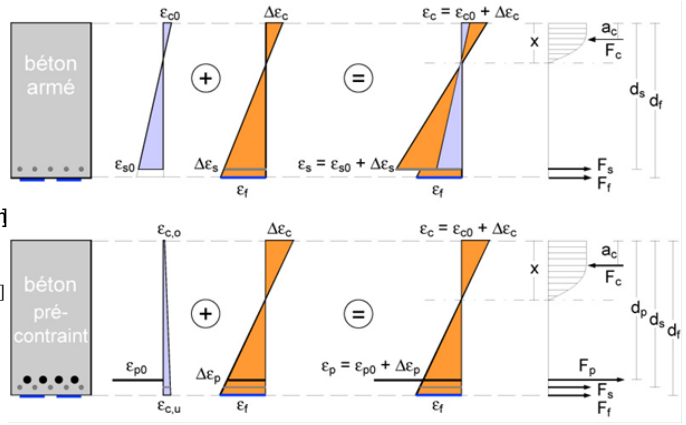 εc0 Δεc εc = εc0 + Δεc
béton
armé
+
=
x
ac
Fc
ds
df
εs0
Δεs
εs = εs0 + Δεs
εf
εf
Fs
Ff
]
εc,o
Δεc
εc = εc0 + Δεc
béton
pré-
contraint
+
=
x
ac
Fc
dp
ds
df
εp0
Δεp
εp = εp0 + Δεp
Fp
εc,u
εf
εf
Fs
Ff
]